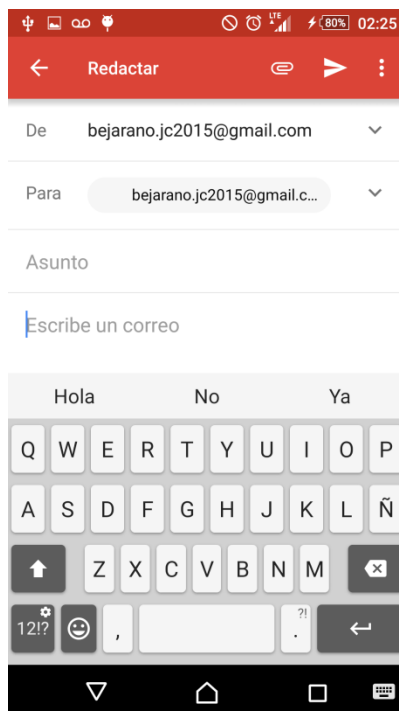 LTE 80% 02:25
Redactar
De bejarano.jc2015@gmail.com
Para bejarano.jc2015@gmail.c...
Asunto
Escribe un correo
Hola No Ya
Q W E R T Y U I O P
A S D F G H J K L Ñ
Z X C V B N M
12!? , . ?!